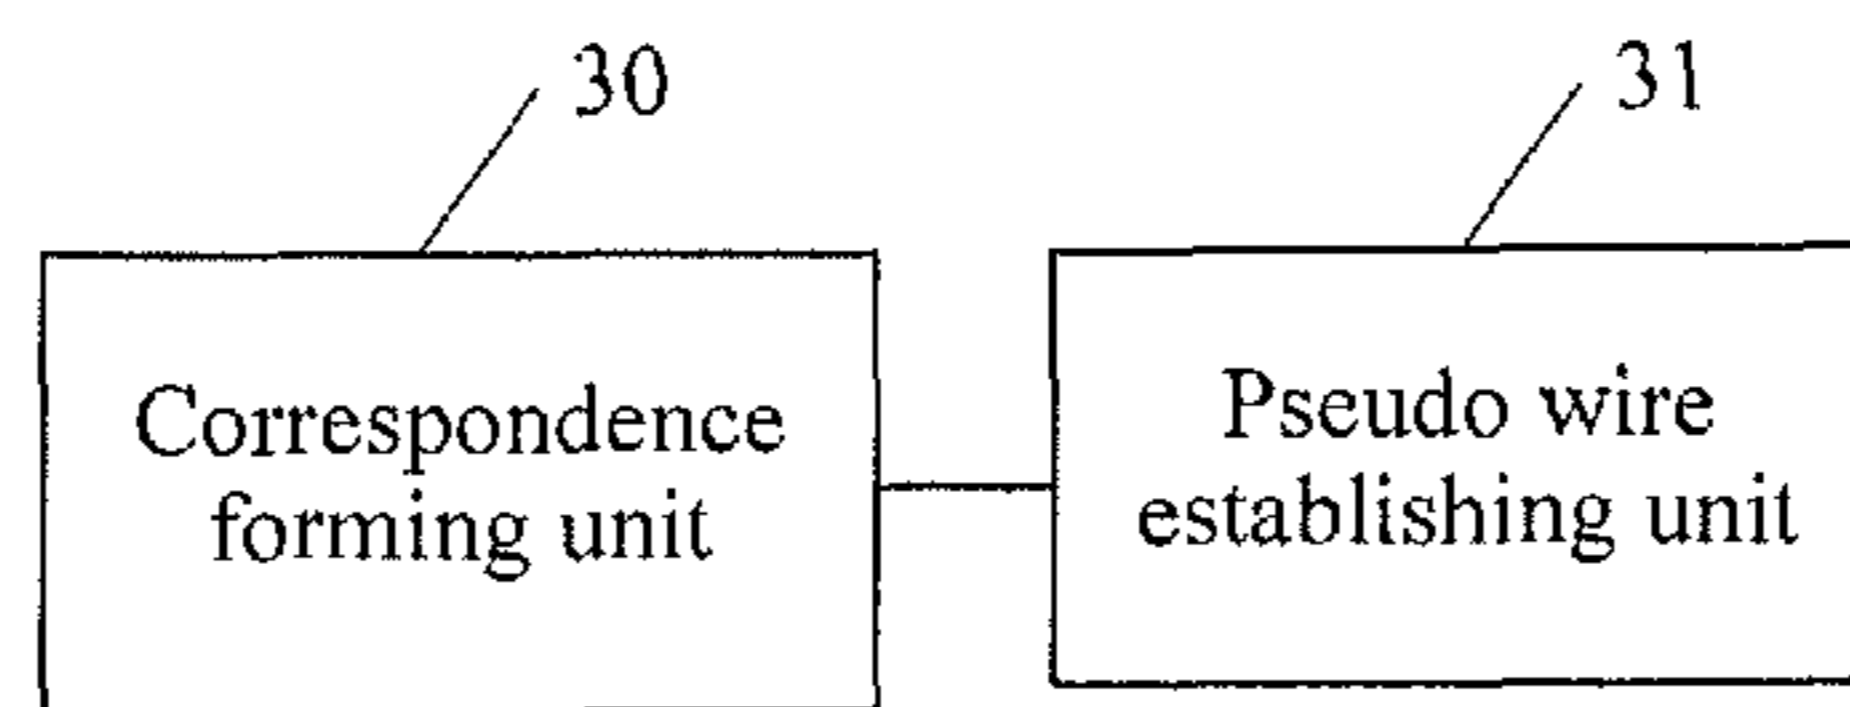 30
31
Correspondence
forming unit
Pseudo wire
establishing unit